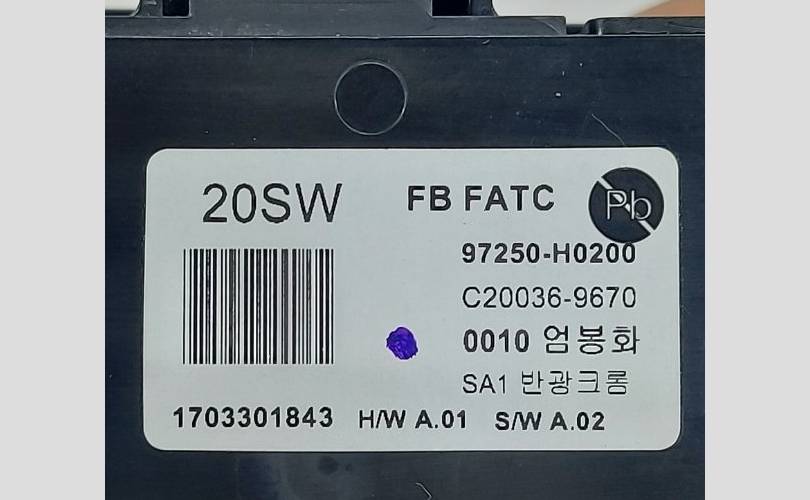 20SW FB FATC Pb
97250-H0200
C20036-9670
0010 엄봉화
SA1 반광크롬
1703301843 H/W A.01 S/W A.02